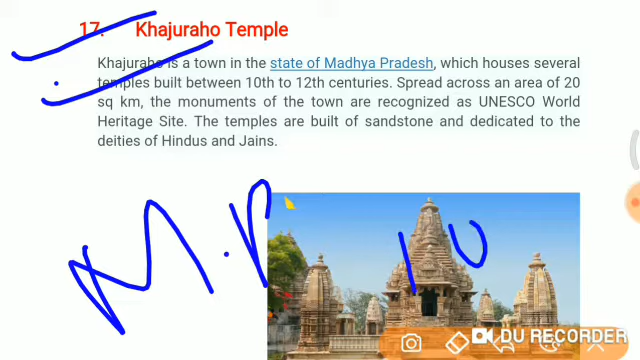 17. Khajuraho Temple
Khajuraho is a town in the state of Madhya Pradesh, which houses several
temples built between 10th to 12th centuries. Spread across an area of 20
sq km, the monuments of the town are recognized as UNESCO World
Heritage Site. The temples are built of sandstone and dedicated to the
deities of Hindus and Jains.
M.P
10
DU RECORDER